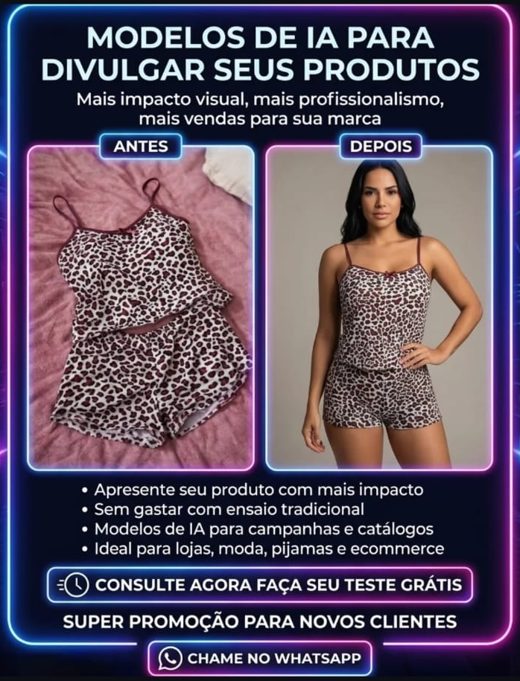 MODELOS DE IA PARA
DIVULGAR SEUS PRODUTOS
Mais impacto visual, mais profissionalismo,
mais vendas para sua marca
ANTES
DEPOIS
• Apresente seu produto com mais impacto
• Sem gastar com ensaio tradicional
• Modelos de IA para campanhas e catálogos
• Ideal para lojas, moda, pijamas e ecommerce
CONSULTE AGORA FAÇA SEU TESTE GRÁTIS
SUPER PROMOÇÃO PARA NOVOS CLIENTES
CHAME NO WHATSAPP